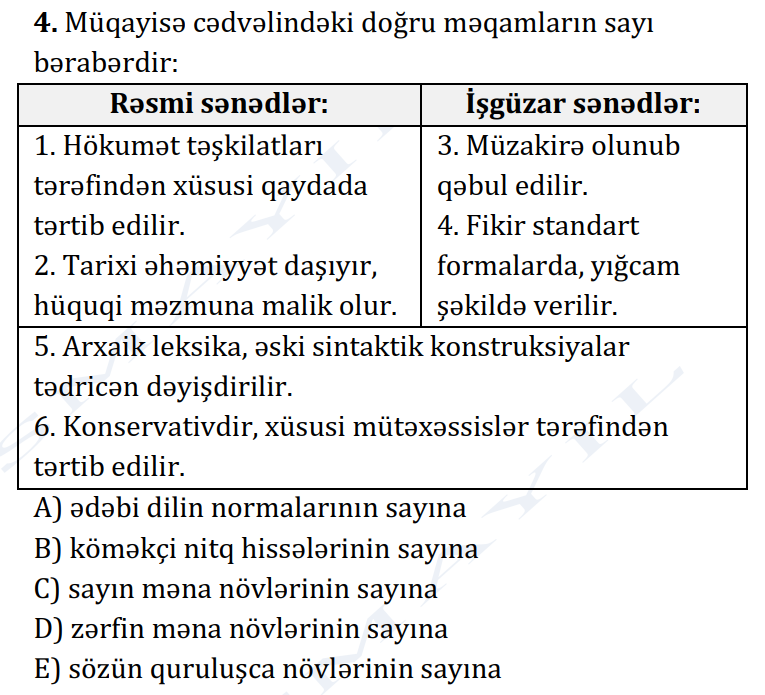 4. Müqayisə cədvəlindəki doğru məqamların sayı
bərabərdir:
Rəsmi sənədlər:
1. Hökumət təşkilatları
tərəfindən xüsusi qaydada
tərtib edilir.
2. Tarixi əhəmiyyət daşıyır,
hüquqi məzmuna malik olur.
İşgüzar sənədlər:
3. Müzakirə olunub
qəbul edilir.
4. Fikir standart
formalarda, yığcam
şəkildə verilir.
5. Arxaik leksika, əski sintaktik konstruksiyalar
tədricən dəyişdirilir.
6. Konservativdir, xüsusi mütəxəssislər tərəfindən
tərtib edilir.
A) ədəbi dilin normalarının sayına
B) köməkçi nitq hissələrinin sayına
C) sayın məna növlərinin sayına
D) zərfin məna növlərinin sayına
E) sözün quruluşca növlərinin sayına